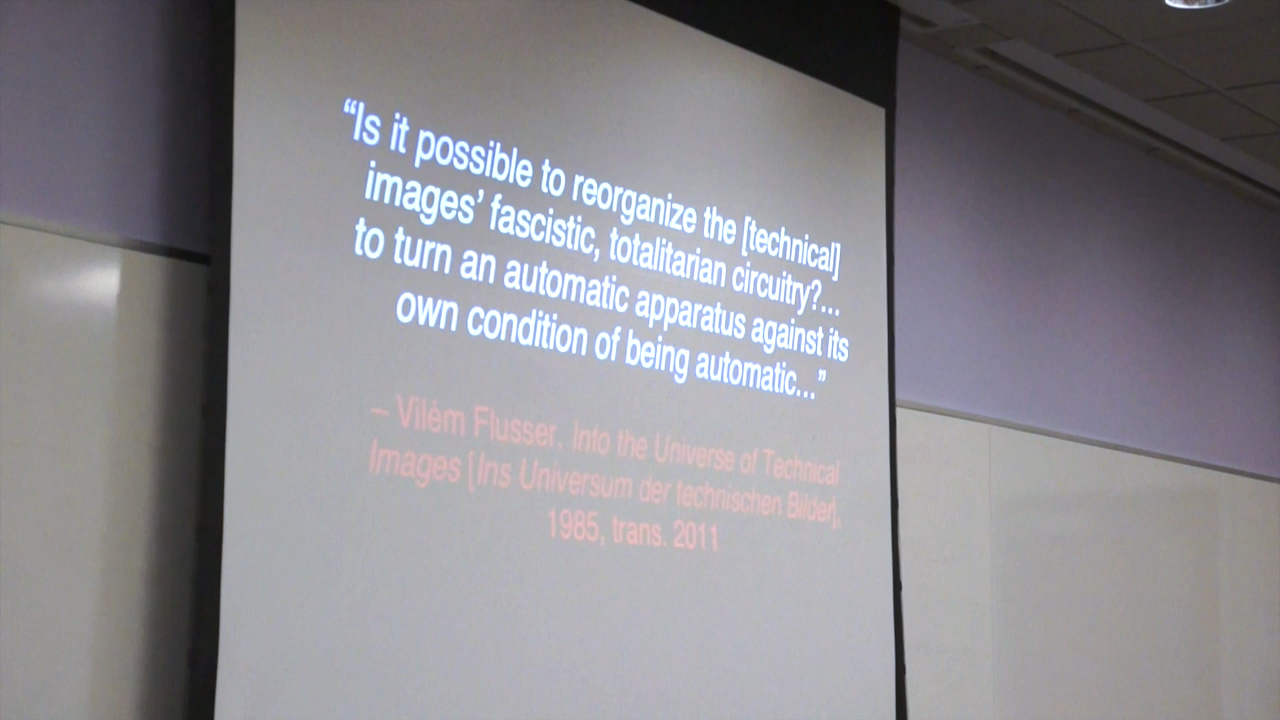 “Is it possible to reorganize the [technical]
images’ fascistic, totalitarian circuitry?...
to turn an automatic apparatus against its
own condition of being automatic...”
– Vilém Flusser, Into the Universe of Technical
Images [Ins Universum der technischen Bilder],
1985, trans. 2011